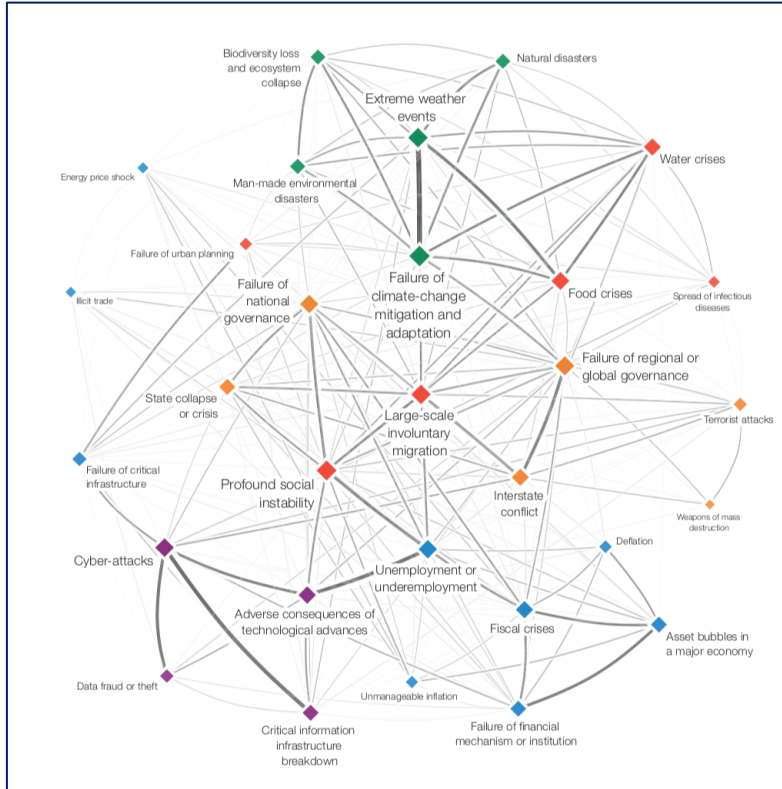 Biodiversity loss
and ecosystem
collapse
Natural disasters
Extreme weather
events
Water crises
Energy price shock
Man-made environmental
disasters
Failure of urban planning
Failure of
climate-change
mitigation and
adaptation
Food crises
Spread of infectious
diseases
Illicit trade
Failure of
national
governance
Failure of regional or
global governance
State collapse
or crisis
Large-scale
involuntary
migration
Terrorist attacks
Failure of critical
infrastructure
Profound social
instability
Interstate
conflict
Weapons of mass
destruction
Cyber-attacks
Unemployment or
underemployment
Deflation
Adverse consequences of
technological advances
Fiscal crises
Asset bubbles in
a major economy
Data fraud or theft
Unmanageable inflation
Critical information
infrastructure
breakdown
Failure of financial
mechanism or institution